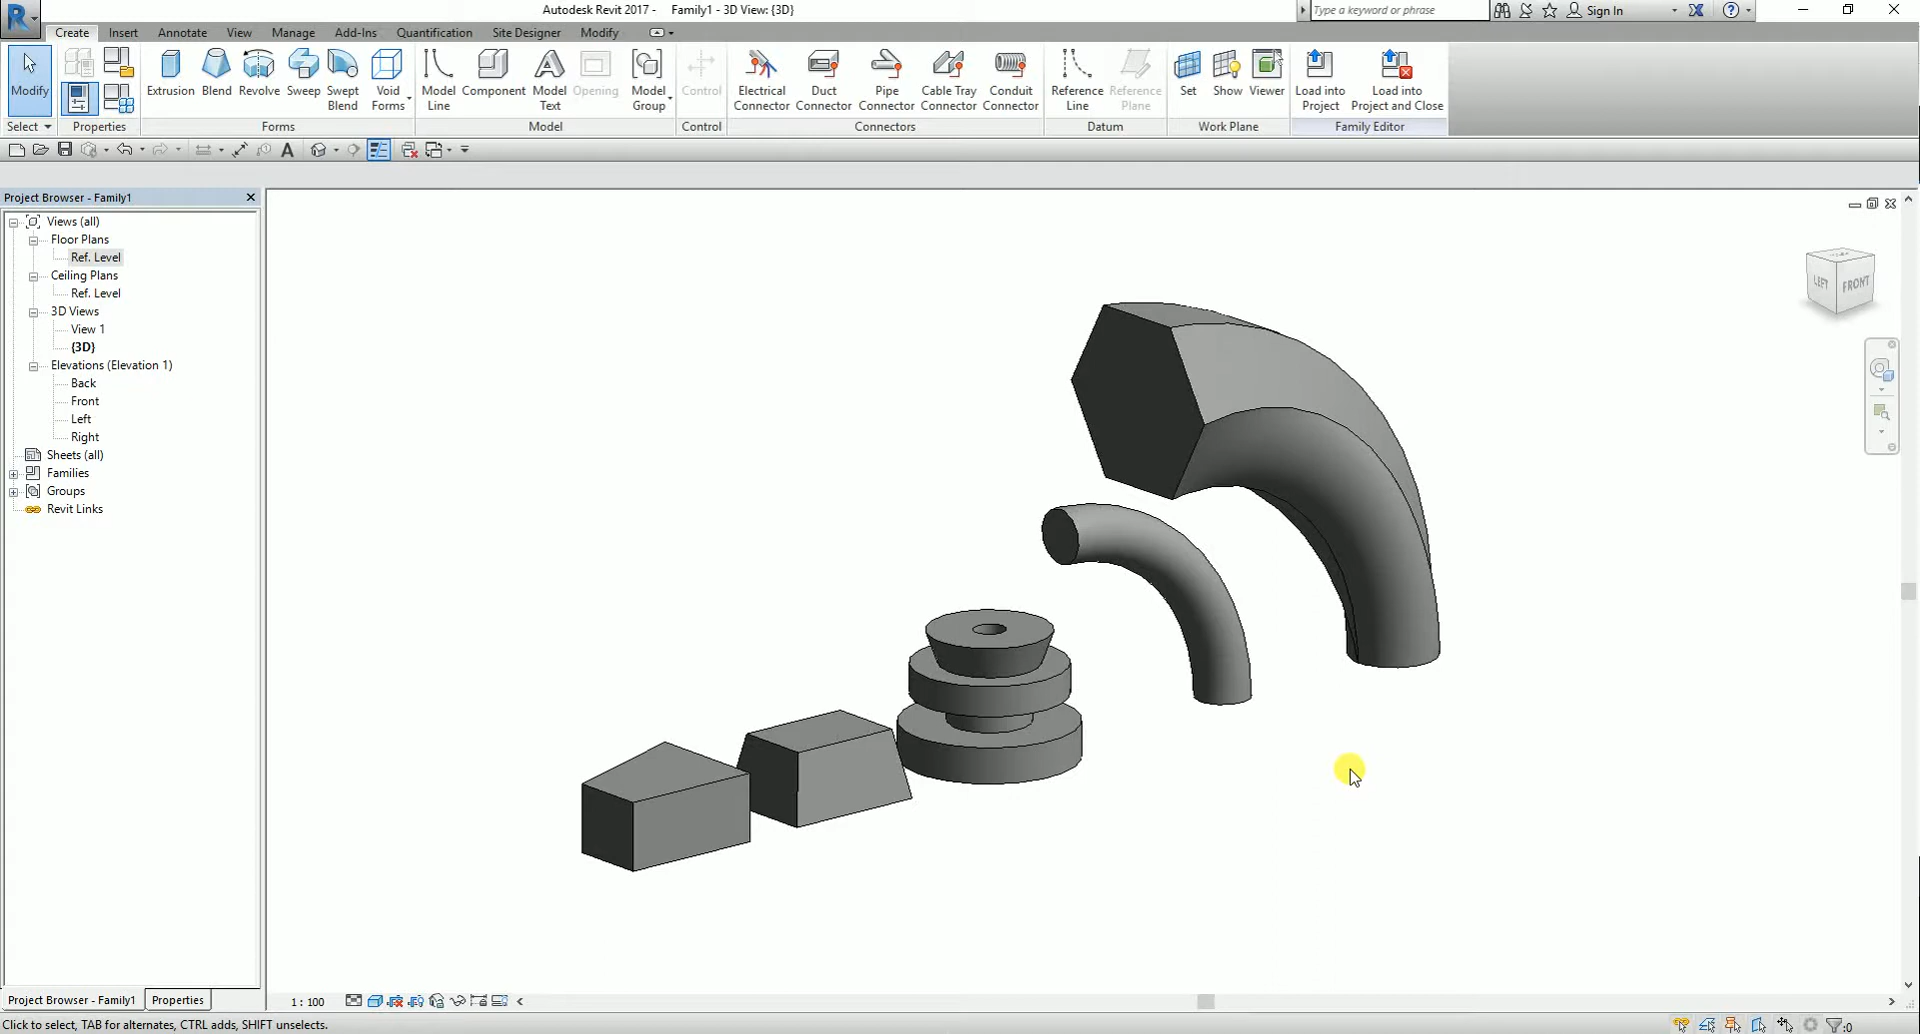 Autodesk Revit 2017 - Family1 - 3D View: {3D}
Type a keyword or phrase
Sign In
Create Insert Annotate View Manage Add-Ins Quantification Site Designer Modify
Modify
Extrusion Blend Revolve Sweep Swept Blend Void Forms
Model Line Component Model Text Opening Model Group Control
Electrical Connector Duct Connector Pipe Connector Cable Tray Connector Conduit Connector
Reference Line Reference Plane Set Show Viewer Load into Project Load into Project and Close
Select Properties Forms Model Control Connectors Datum Work Plane Family Editor
Project Browser - Family1
Views (all)
Floor Plans
Ref. Level
Ceiling Plans
Ref. Level
3D Views
View 1
{3D}
Elevations (Elevation 1)
Back
Front
Left
Right
Sheets (all)
Families
Groups
Revit Links
LEFT FRONT
Project Browser - Family1 Properties
1 : 100
Click to select, TAB for alternates, CTRL adds, SHIFT unselects.
:0